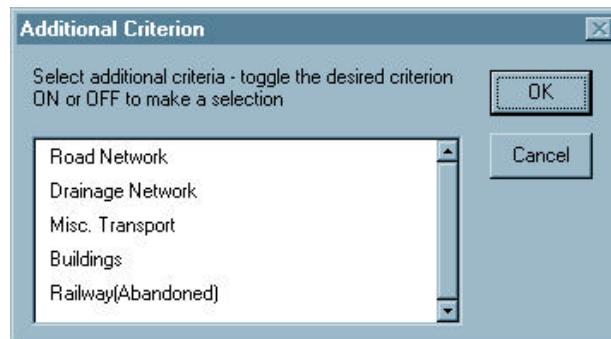 Additional Criterion
Select additional criteria - toggle the desired criterion
ON or OFF to make a selection
OK
Cancel
Road Network
Drainage Network
Misc. Transport
Buildings
Railway(Abandoned)